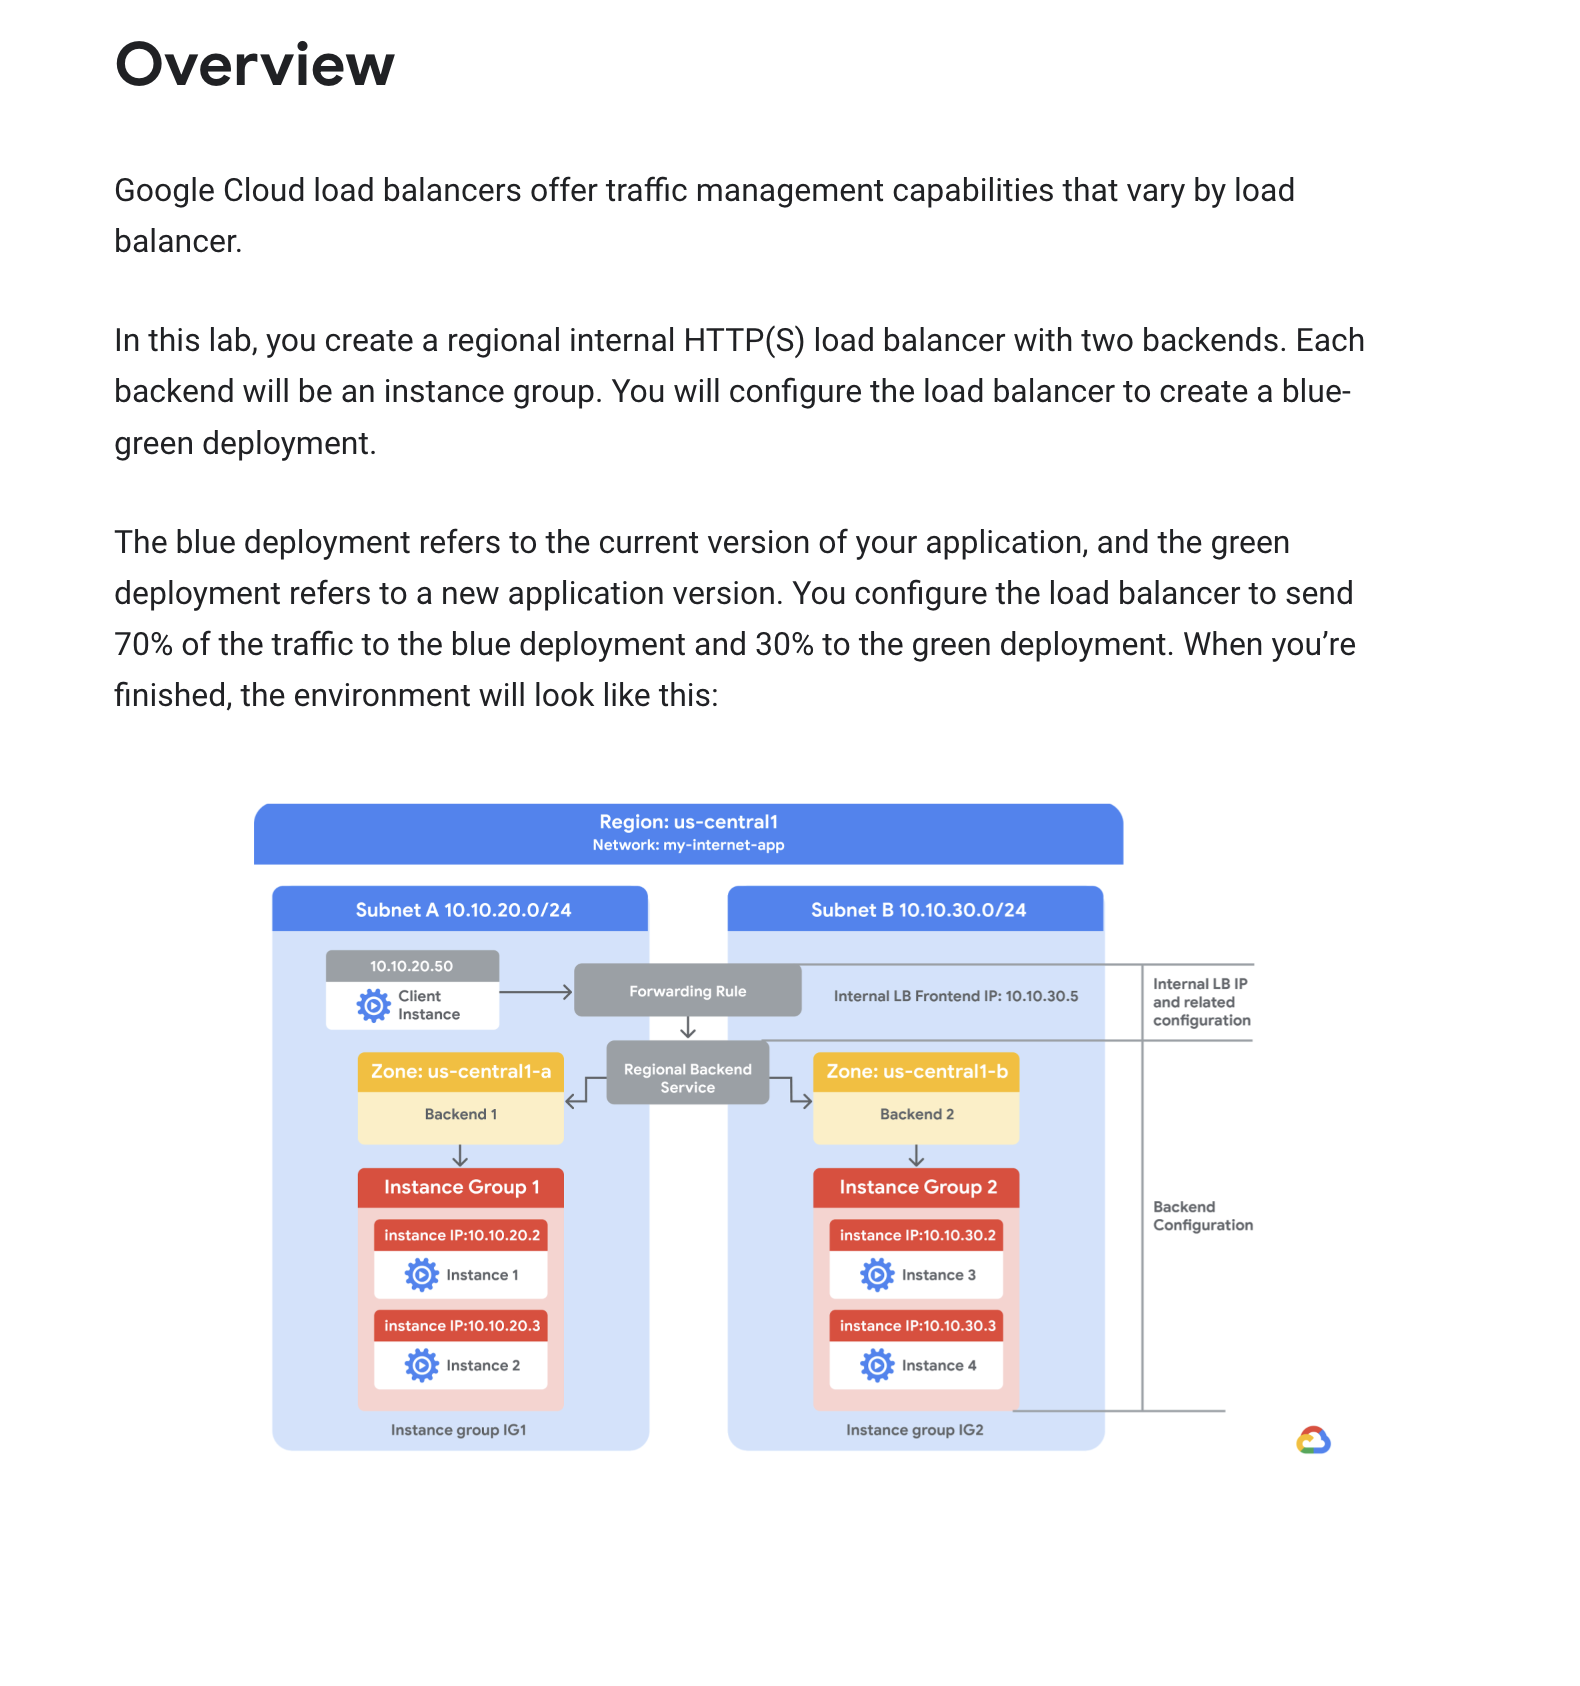 Overview
Google Cloud load balancers offer traffic management capabilities that vary by load
balancer.
In this lab, you create a regional internal HTTP(S) load balancer with two backends. Each
backend will be an instance group. You will configure the load balancer to create a blue-
green deployment.
The blue deployment refers to the current version of your application, and the green
deployment refers to a new application version. You configure the load balancer to send
70% of the traffic to the blue deployment and 30% to the green deployment. When you’re
finished, the environment will look like this:
Region: us-central1
Network: my-internet-app
Subnet A 10.10.20.0/24
Subnet B 10.10.30.0/24
10.10.20.50
Client
Instance
Forwarding Rule
Internal LB Frontend IP: 10.10.30.5
Internal LB IP
and related
configuration
Regional Backend
Service
Zone: us-central1-a
Backend 1
Zone: us-central1-b
Backend 2
Instance Group 1
instance IP:10.10.20.2
Instance 1
instance IP:10.10.20.3
Instance 2
Instance group IG1
Instance Group 2
instance IP:10.10.30.2
Instance 3
instance IP:10.10.30.3
Instance 4
Instance group IG2
Backend
Configuration